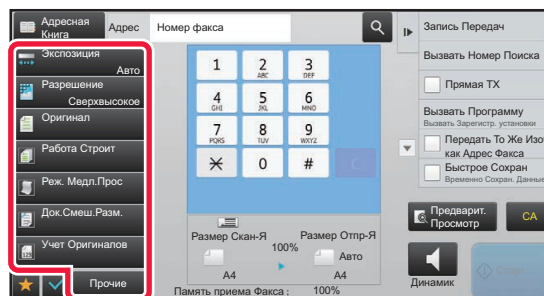 Адресная
Книга
Адрес
Номер факса
Запись Передач
Экспозиция
Авто
Разрешение
Сверхвысокое
Оригинал
Работа Строит
Реж. Медл.Прос
Док.Смеш.Разм.
Учет Оригиналов
Прочие
1
2
ABC
3
DEF
4
GHI
5
JKL
6
MNO
7
PQRS
8
TUV
9
WXYZ
0
#
C
Размер Скан-Я
100%
Размер Отпр-Я
Авто
A4
A4
Память приема Факса :
100%
Вызвать Номер Поиска
Прямая TX
Вызвать Программу
Вызвать Зарегистр. установки
Передать То Же Изо
как Адрес Факса
Быстрое Сохран
Временно Сохран. Данные
Предварит.
Просмотр
CA
Динамик
Старт